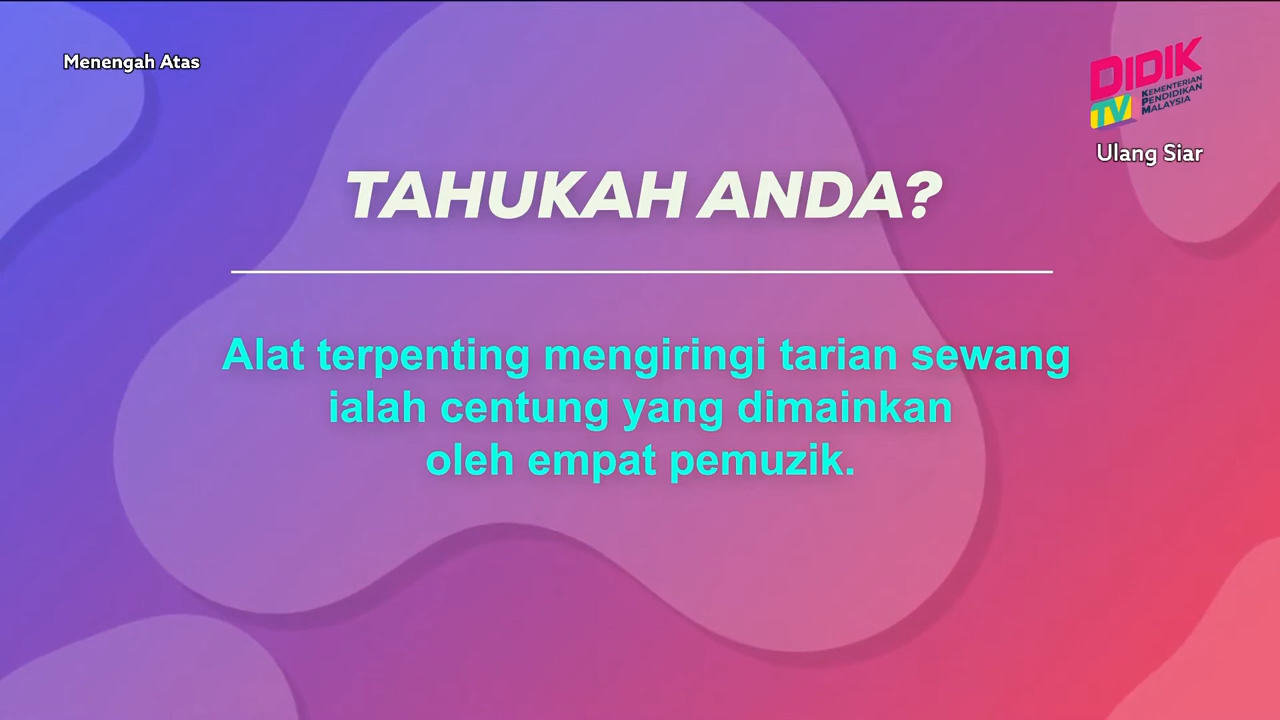 Menengah Atas
DIDIK
TV
KEMENTERIAN
PENDIDIKAN
MALAYSIA
Ulang Siar
TAHUKAH ANDA?
Alat terpenting mengiringi tarian sewang
ialah centung yang dimainkan
oleh empat pemuzik.